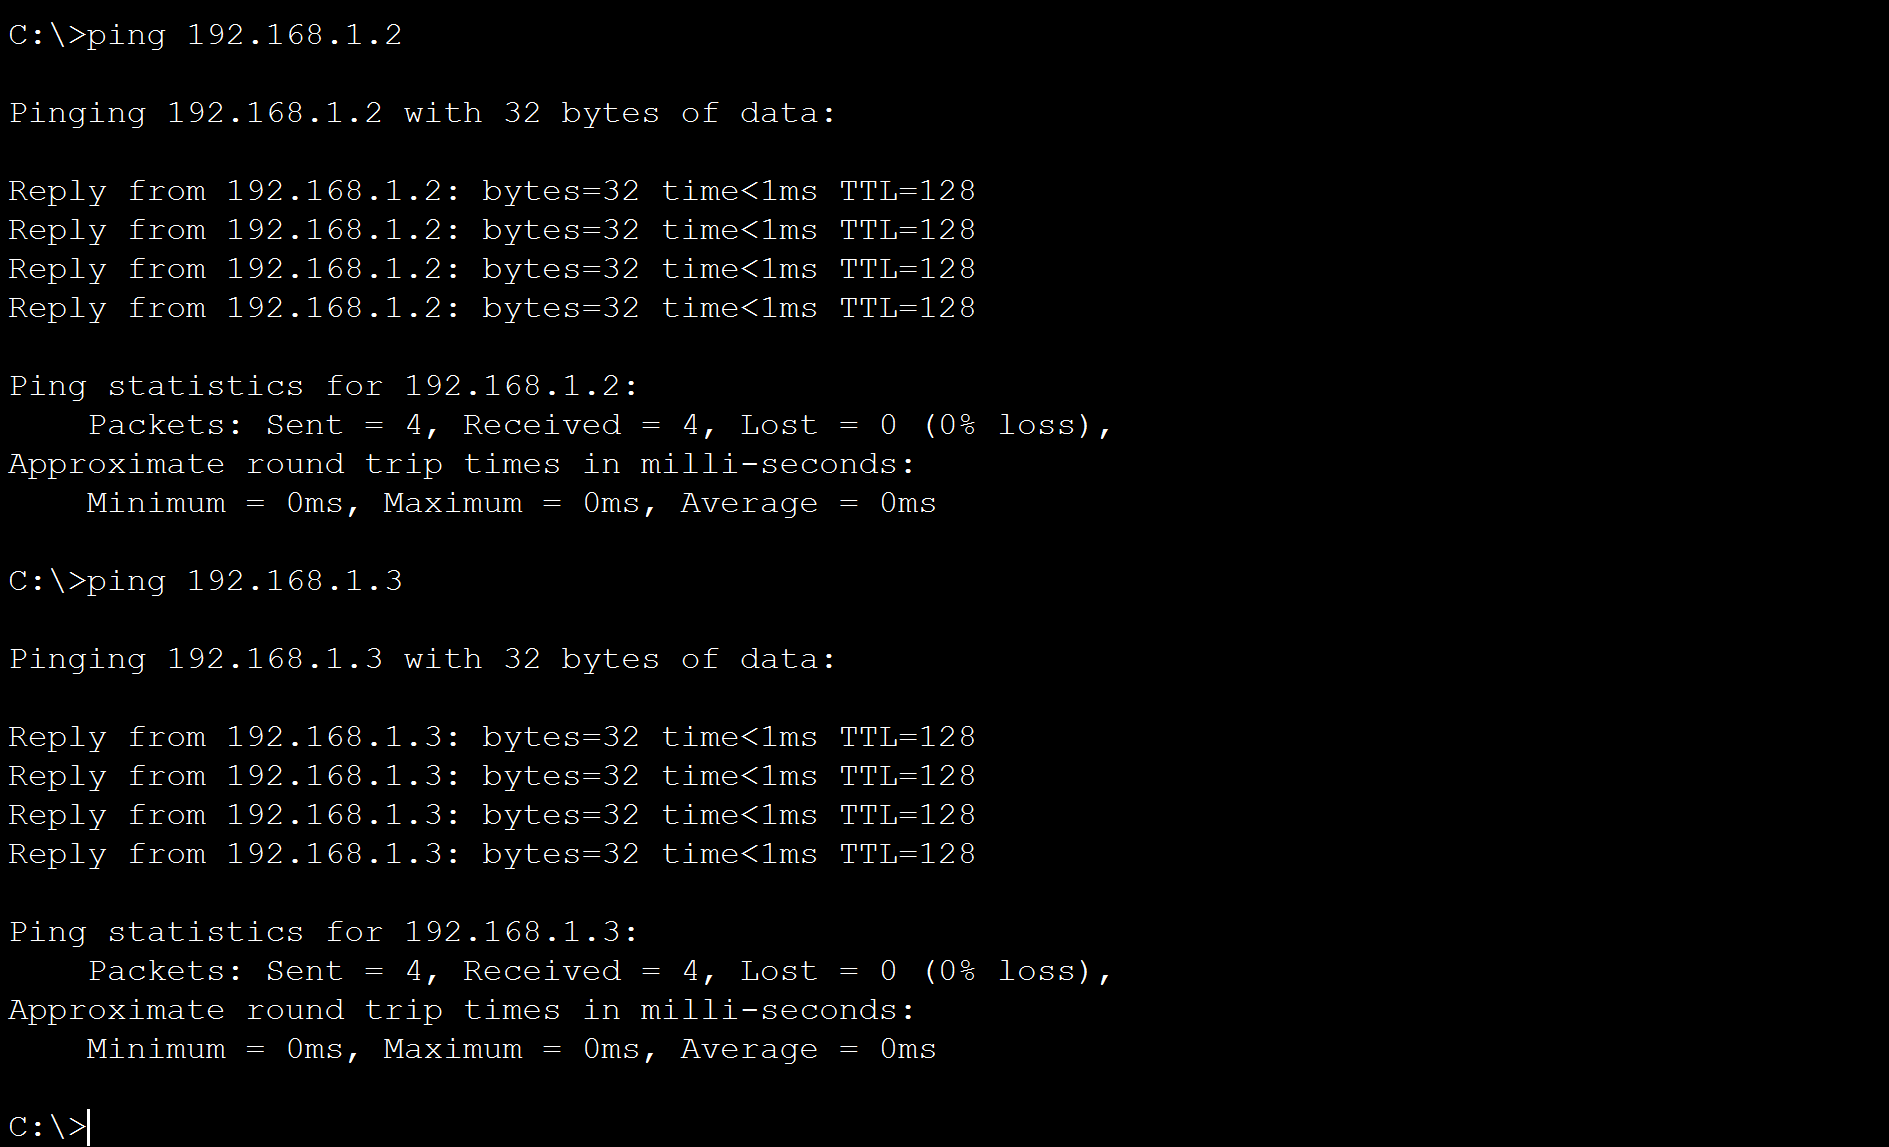 C:\>ping 192.168.1.2
Pinging 192.168.1.2 with 32 bytes of data:
Reply from 192.168.1.2: bytes=32 time<1ms TTL=128
Reply from 192.168.1.2: bytes=32 time<1ms TTL=128
Reply from 192.168.1.2: bytes=32 time<1ms TTL=128
Reply from 192.168.1.2: bytes=32 time<1ms TTL=128
Ping statistics for 192.168.1.2:
    Packets: Sent = 4, Received = 4, Lost = 0 (0% loss),
Approximate round trip times in milli-seconds:
    Minimum = 0ms, Maximum = 0ms, Average = 0ms
C:\>ping 192.168.1.3
Pinging 192.168.1.3 with 32 bytes of data:
Reply from 192.168.1.3: bytes=32 time<1ms TTL=128
Reply from 192.168.1.3: bytes=32 time<1ms TTL=128
Reply from 192.168.1.3: bytes=32 time<1ms TTL=128
Reply from 192.168.1.3: bytes=32 time<1ms TTL=128
Ping statistics for 192.168.1.3:
    Packets: Sent = 4, Received = 4, Lost = 0 (0% loss),
Approximate round trip times in milli-seconds:
    Minimum = 0ms, Maximum = 0ms, Average = 0ms
C:\>